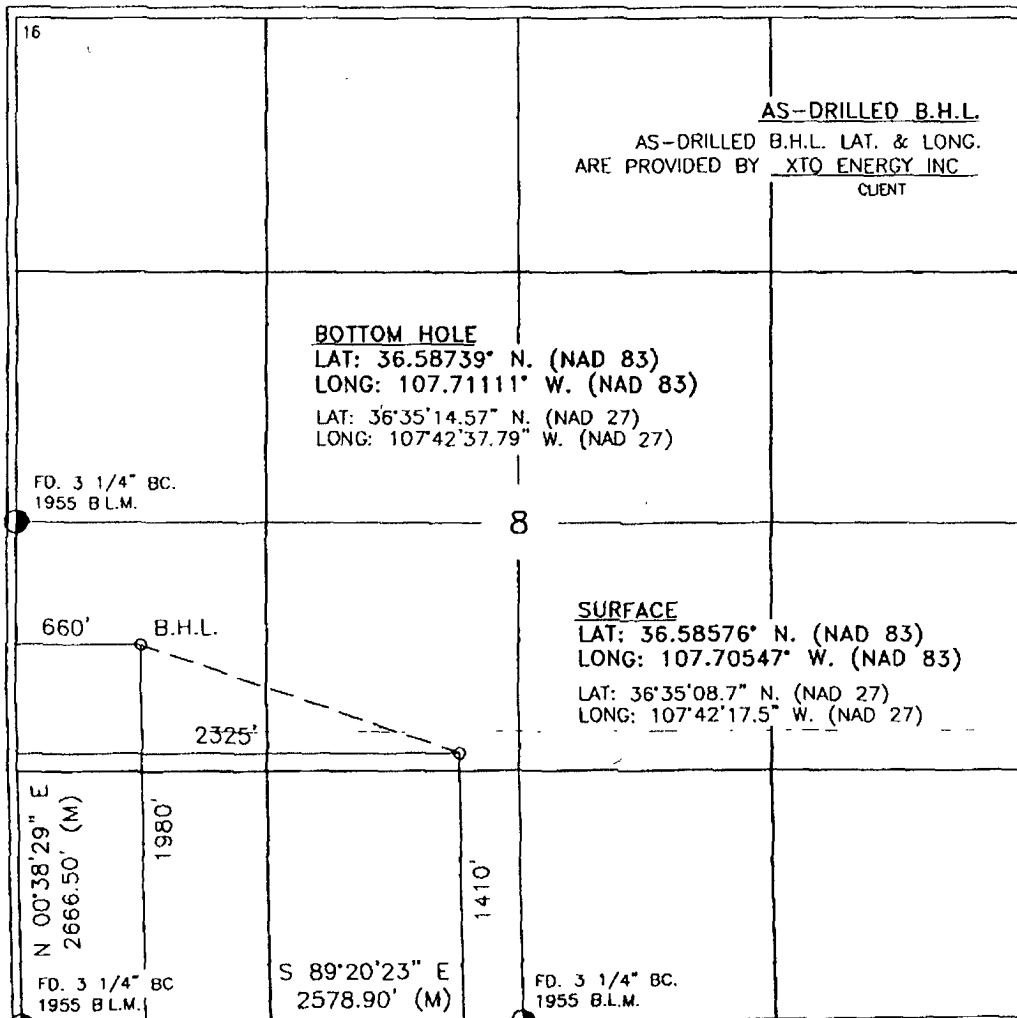 16
AS-DRILLED B.H.L.
AS-DRILLED B.H.L. LAT. & LONG.
ARE PROVIDED BY XTO ENERGY INC
CLIENT
BOTTOM HOLE
LAT: 36.58739° N. (NAD 83)
LONG: 107.71111° W. (NAD 83)
LAT: 36°35'14.57" N. (NAD 27)
LONG: 107°42'37.79" W. (NAD 27)
FD. 3 1/4" BC.
1955 B L.M.
8
SURFACE
LAT: 36.58576° N. (NAD 83)
LONG: 107.70547° W. (NAD 83)
LAT: 36°35'08.7" N. (NAD 27)
LONG: 107°42'17.5" W. (NAD 27)
660'
B.H.L.
2325'
N 00°38'29" E
2666.50' (M)
1980'
1410'
S 89°20'23" E
2578.90' (M)
FD. 3 1/4" BC
1955 B L.M.
FD. 3 1/4" BC.
1955 B.L.M.